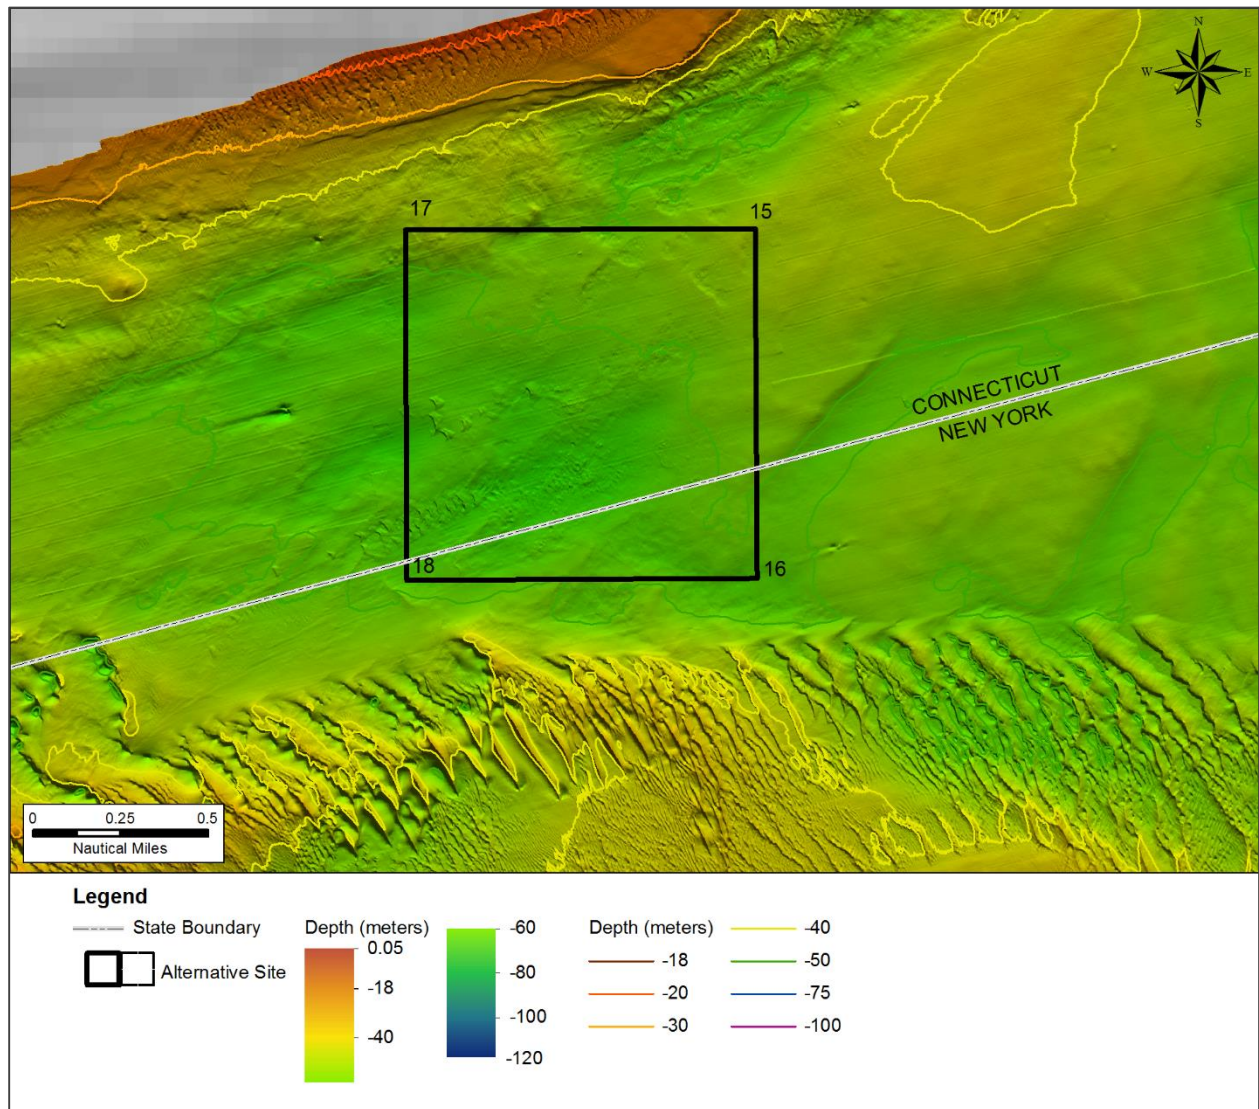 N
W E
S
17
15
CONNECTICUT
NEW YORK
18
16
0 0.25 0.5
Nautical Miles
Legend
State Boundary
Alternative Site
Depth (meters)
0.05
-18
-40
-60
-80
-100
-120
Depth (meters)
-18
-20
-30
-40
-50
-75
-100